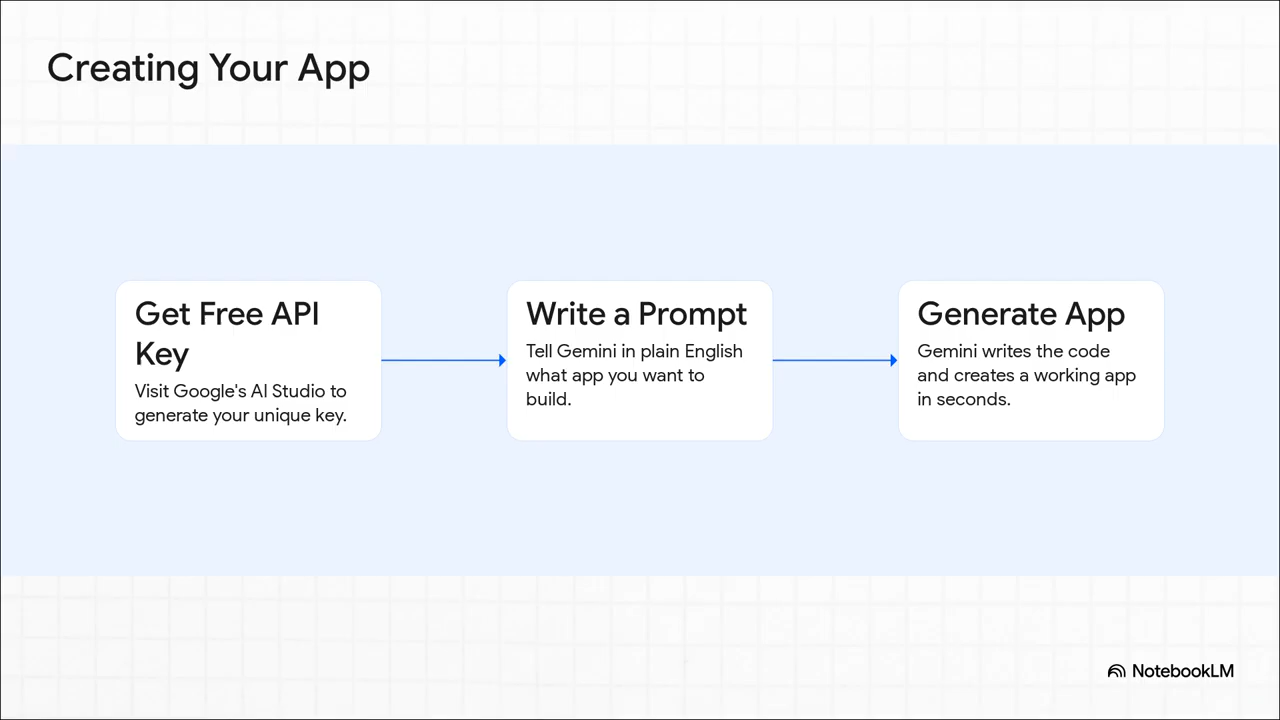 Creating Your App
Get Free API
Key
Visit Google's AI Studio to
generate your unique key.
Write a Prompt
Tell Gemini in plain English
what app you want to
build.
Generate App
Gemini writes the code
and creates a working app
in seconds.
NotebookLM